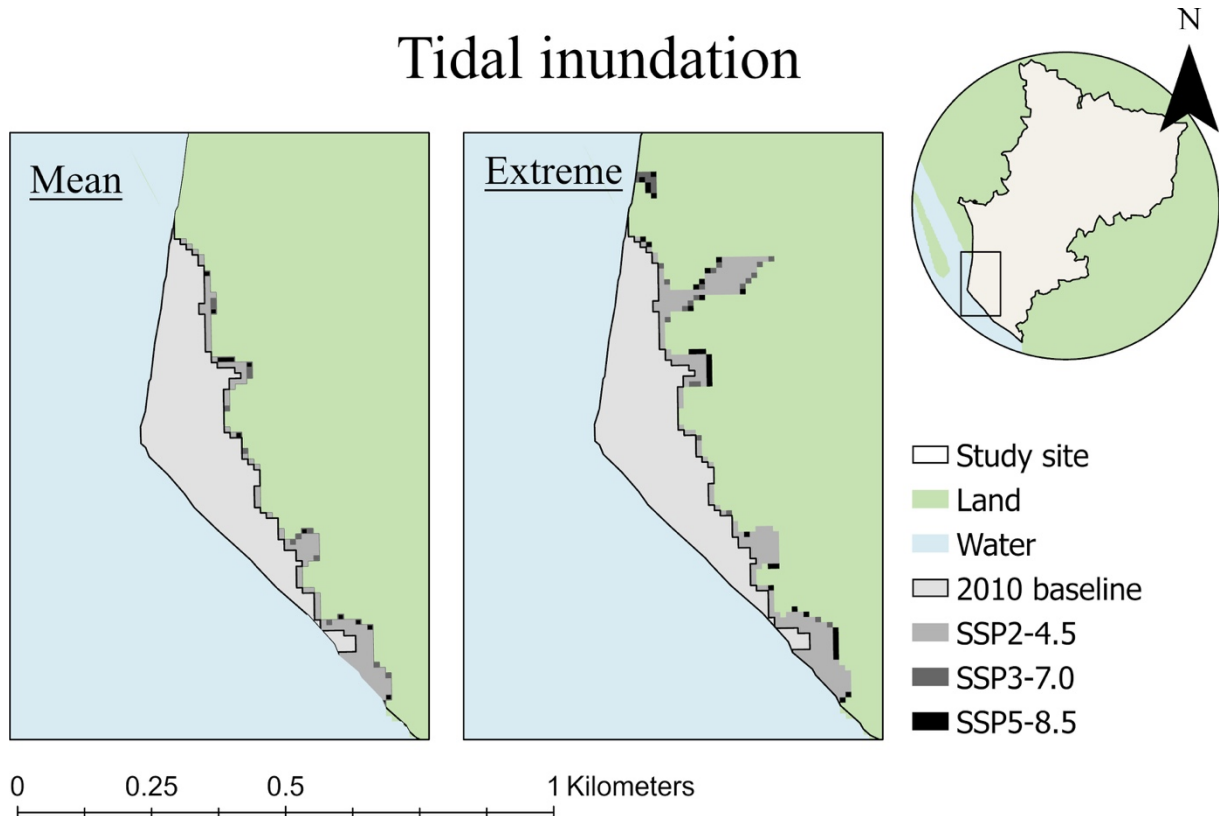 Tidal inundation
N
Mean
Extreme
Study site
Land
Water
2010 baseline
SSP2-4.5
SSP3-7.0
SSP5-8.5
0 0.25 0.5 1 Kilometers